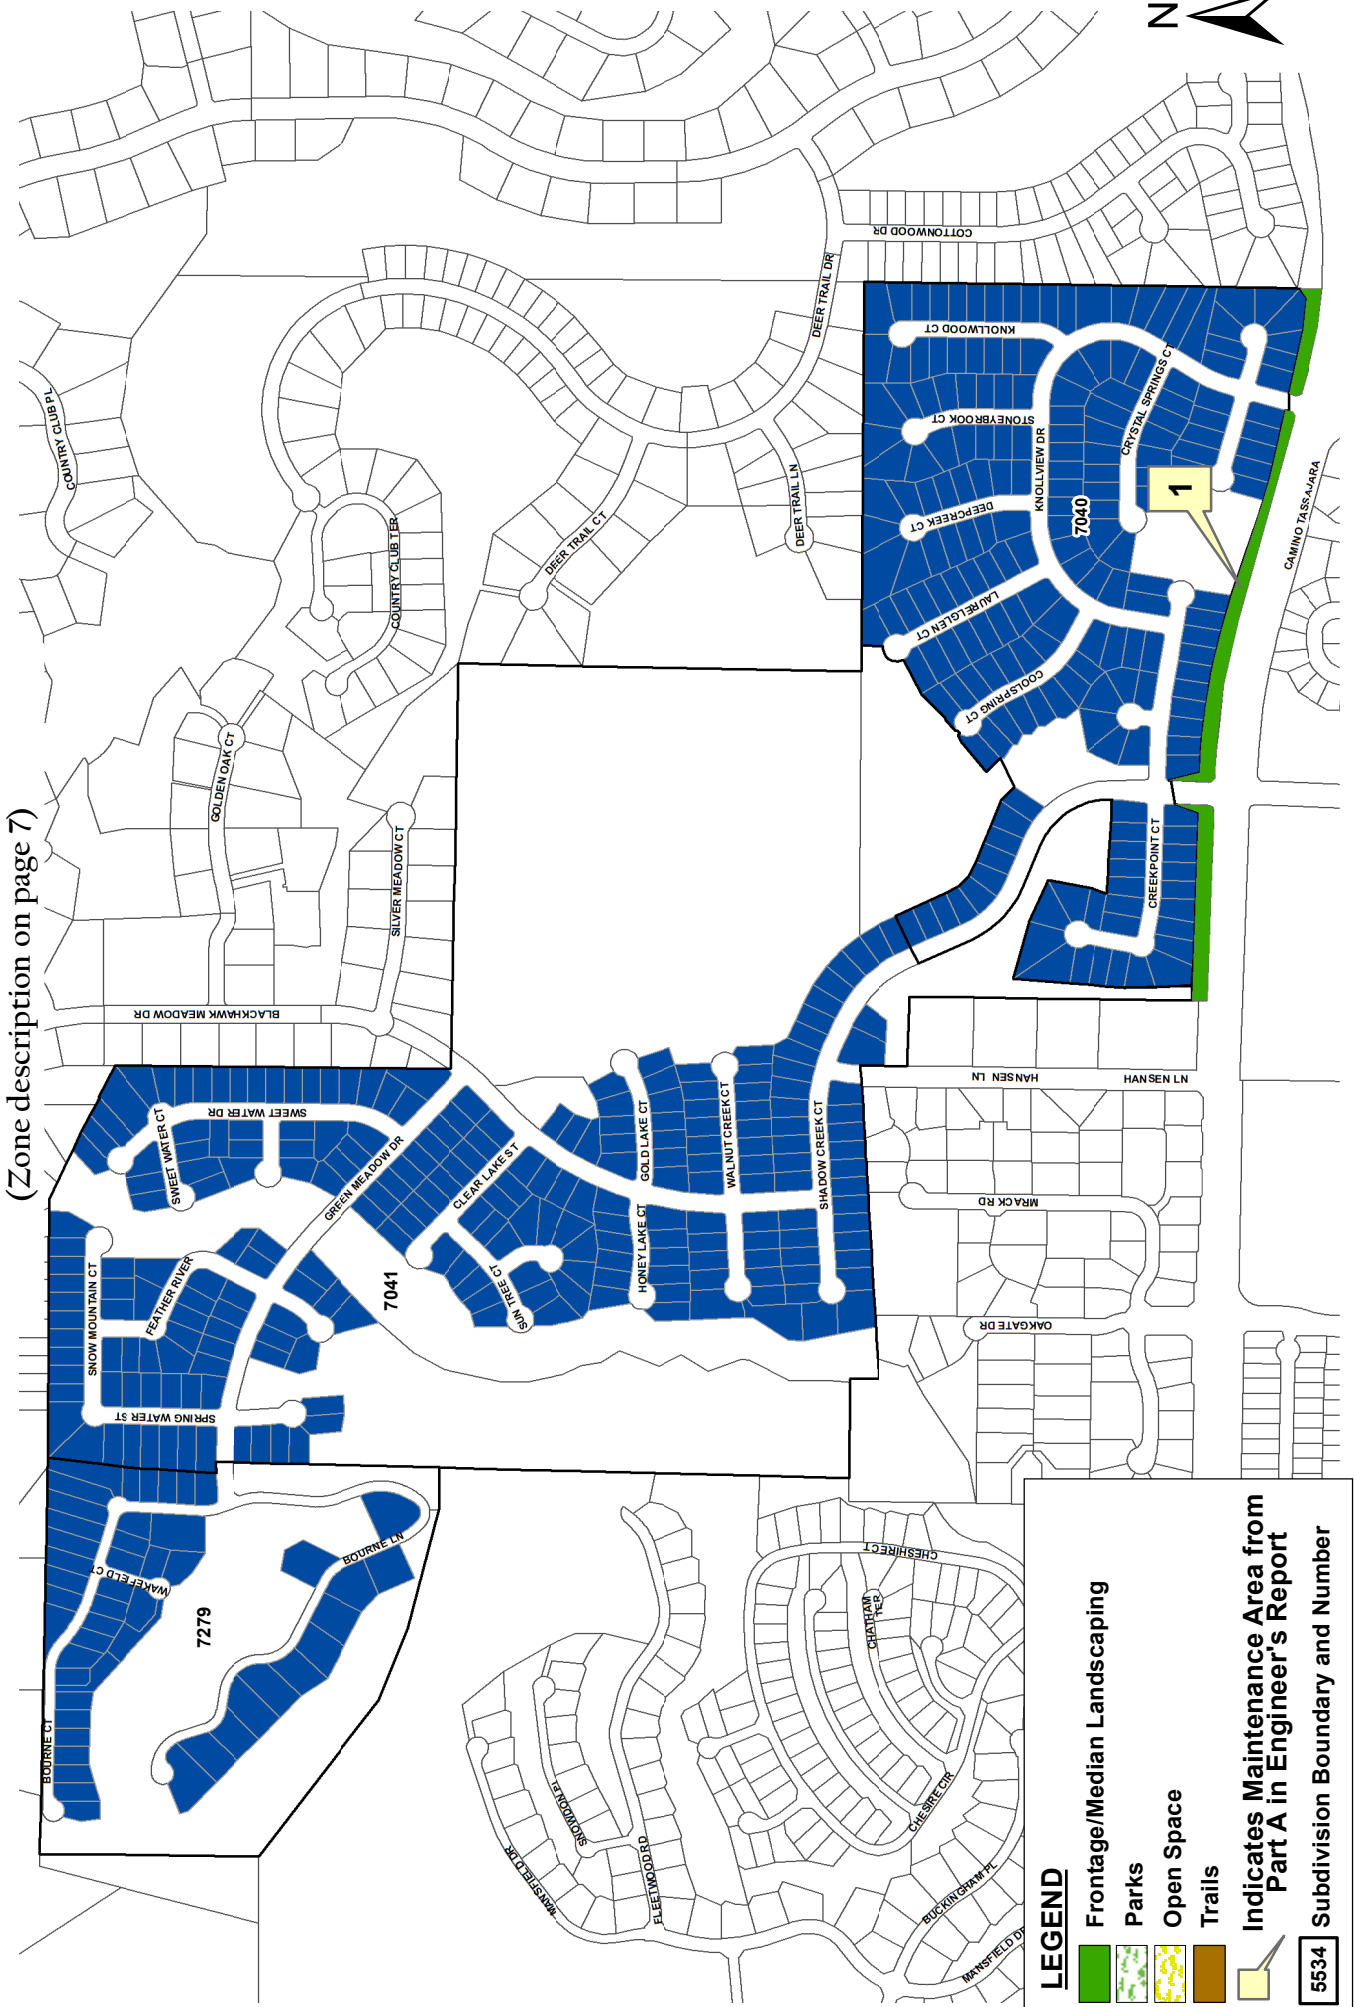 (Zone description on page 7)
N
COUNTRY CLUB PL
COUNTRY CLUB TER
GOLDEN OAK CT
SILVER MEADOW CT
BLACKHAWK MEADOW DR
DEER TRAIL CT
DEER TRAIL LN
DEER TRAIL DR
COTTONWOOD DR
KNOLLWOOD CT
STONEYBROOK CT
KNOLLVIEW DR
CRYSTAL SPRINGS CT
DEEPCREEK CT
7040
1
LAURELGLEN CT
COOLSPRING CT
CAMINO TASSAJARA
CREEKPOINT CT
HANSEN LN
HANSEN LN
SWEET WATER DR
SWEET WATER CT
GREEN MEADOW DR
CLEAR LAKE ST
GOLD LAKE CT
WALNUT CREEK CT
SHADOW CREEK CT
HONEY LAKE CT
SUN TREE CT
7041
SNOW MOUNTAIN CT
FEATHER RIVER
SPRING WATER ST
MRACK RD
OAKGATE DR
BOURNE LN
WAKEFIELD CT
7279
BOURNE CT
CHESHIRE CT
CHATHAM
TER
CHESIRE CIR
SNOWDON PL
MANSFIELD DR
FLEETWOOD RD
BUCKINGHAM PL
MANSFIELD DR
LEGEND
Frontage/Median Landscaping
Parks
Open Space
Trails
Indicates Maintenance Area from
Part A in Engineer's Report
5534 Subdivision Boundary and Number